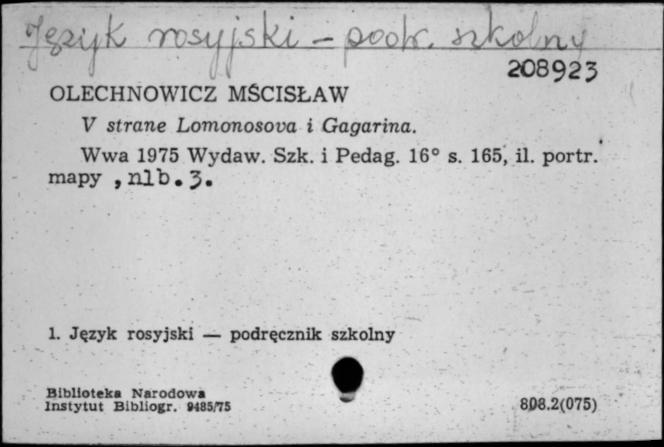 Język rosyjski – podr. szkolny
208923
OLECHNOWICZ MŚCISŁAW
V strane Lomonosova i Gagarina.
Wwa 1975 Wydaw. Szk. i Pedag. 16° s. 165, il. portr.
mapy , nlb. 3.
1. Język rosyjski — podręcznik szkolny
Biblioteka Narodowa
Instytut Bibliogr. 9485/75
808.2(075)